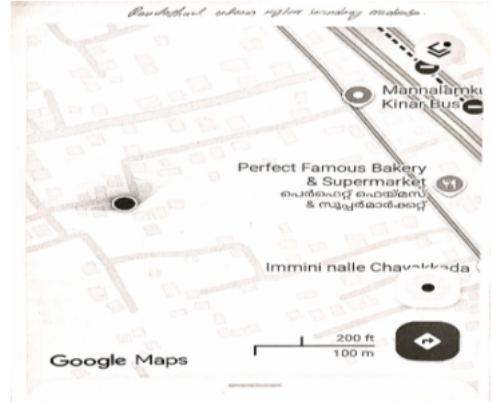 Mannalamku
Kinar Bus
Perfect Famous Bakery
& Supermarket
പെർഫെറ്റ് ഫെയ്മസ്
& സൂപ്പർമാർക്കറ്റ്
Immini nalle Chavakkada
200 ft
100 m
Google Maps